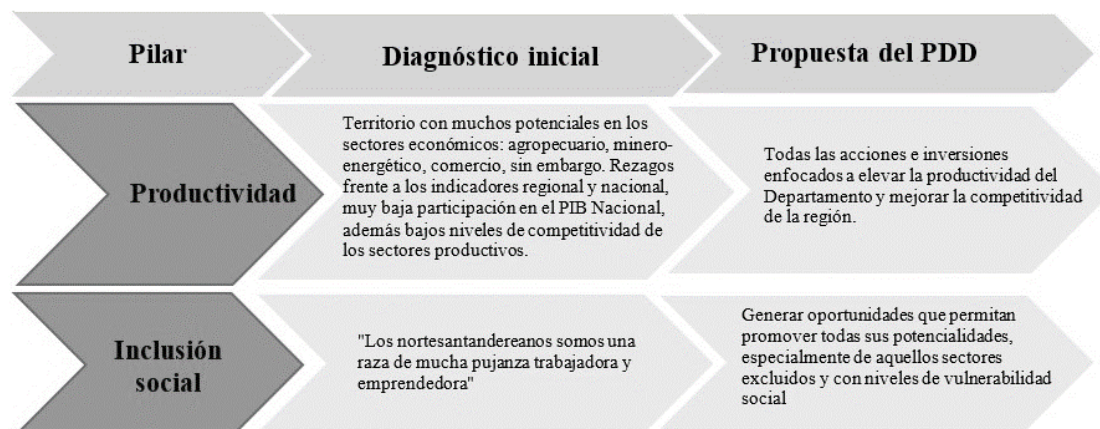 Pilar
Diagnóstico inicial
Propuesta del PDD
Productividad
Territorio con muchos potenciales en los
sectores económicos: agropecuario, minero-
energético, comercio, sin embargo. Rezagos
frente a los indicadores regional y nacional,
muy baja participación en el PIB Nacional,
además bajos niveles de competitividad de
los sectores productivos.
Todas las acciones e inversiones
enfocados a elevar la productividad del
Departamento y mejorar la competitividad
de la región.
Inclusión
social
"Los nortesantandereanos somos una
raza de mucha pujanza trabajadora y
emprendedora"
Generar oportunidades que permitan
promover todas sus potencialidades,
especialmente de aquellos sectores
excluidos y con niveles de vulnerabilidad
social